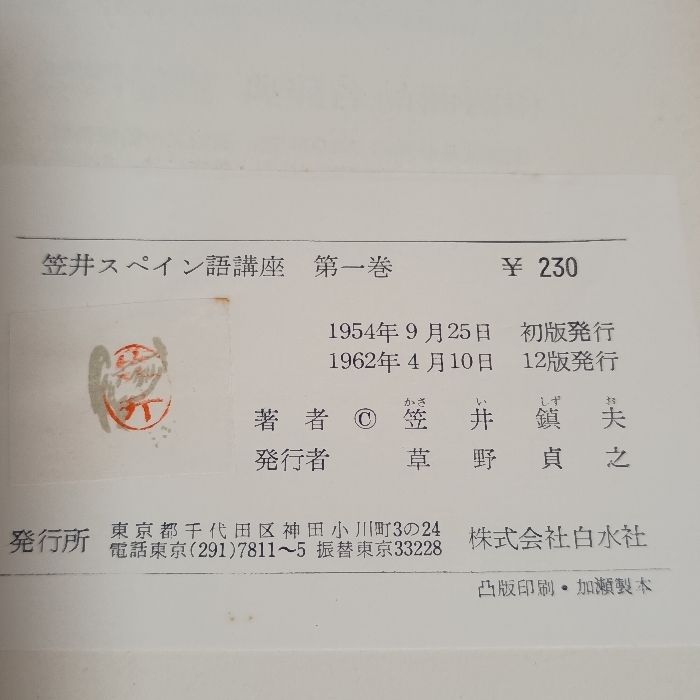 笠井スペイン語講座 第一巻 ¥ 230
1954年9月25日 初版発行
1962年4月10日 12版発行
かさ い しず お
著者 © 笠井鎮夫
発行者 草野貞之
発行所 東京都千代田区神田小川町3の24 株式会社白水社
電話東京(291)7811〜5 振替東京33228
凸版印刷・加瀬製本